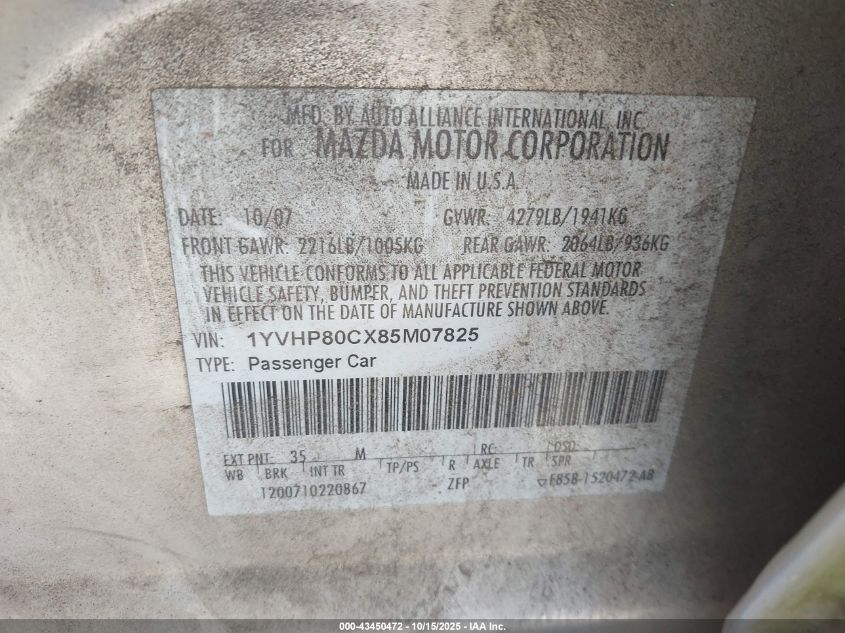 MFD. BY AUTO ALLIANCE INTERNATIONAL, INC.
FOR MAZDA MOTOR CORPORATION
MADE IN U.S.A.
DATE: 10/07 GVWR: 4279LB/1941KG
FRONT GAWR: 2216LB/1005KG REAR GAWR: 2064LB/936KG
THIS VEHICLE CONFORMS TO ALL APPLICABLE FEDERAL MOTOR
VEHICLE SAFETY, BUMPER, AND THEFT PREVENTION STANDARDS
IN EFFECT ON THE DATE OF MANUFACTURE SHOWN ABOVE.
VIN: 1YVHP80CX85M07825
TYPE: Passenger Car
EXT PNT: 35 M RC: DSO:
WB BRK INT TR TP/PS R AXLE TR SPR
1200710220867 ZFP F85B-1520472-AB
000-43450472 - 10/15/2025 - IAA Inc.